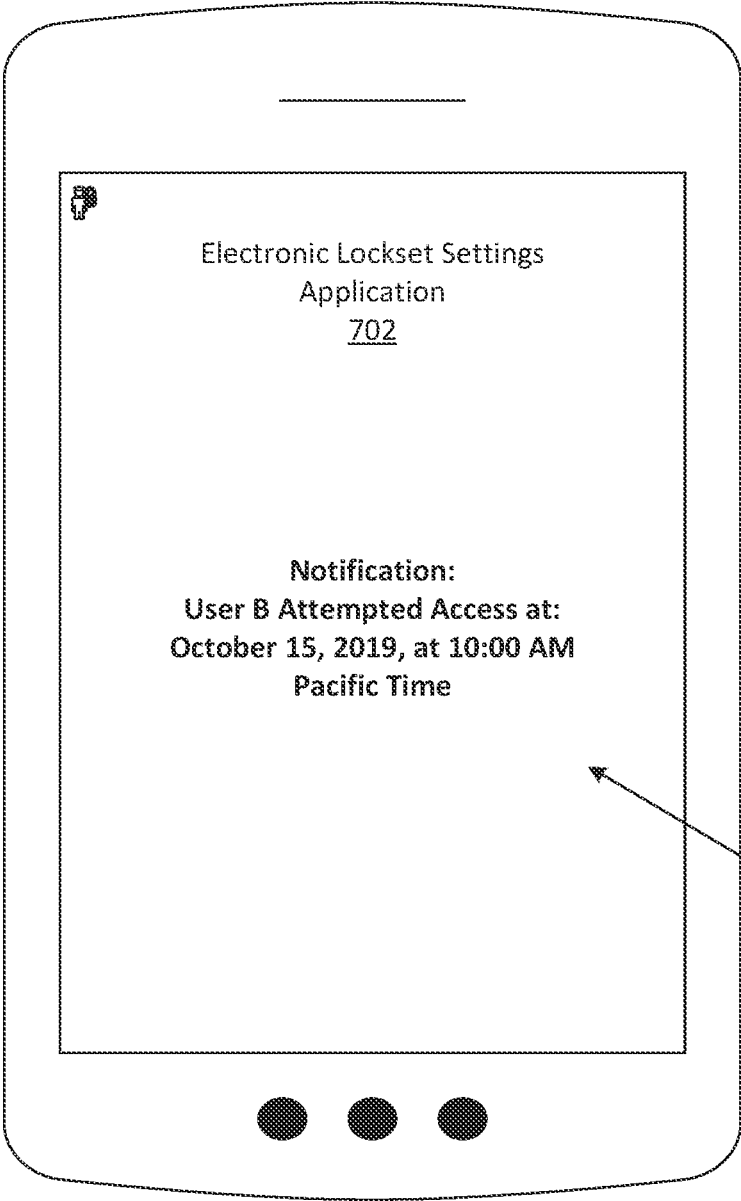 Electronic Lockset Settings
Application
702
Notification:
User B Attempted Access at:
October 15, 2019, at 10:00 AM
Pacific Time